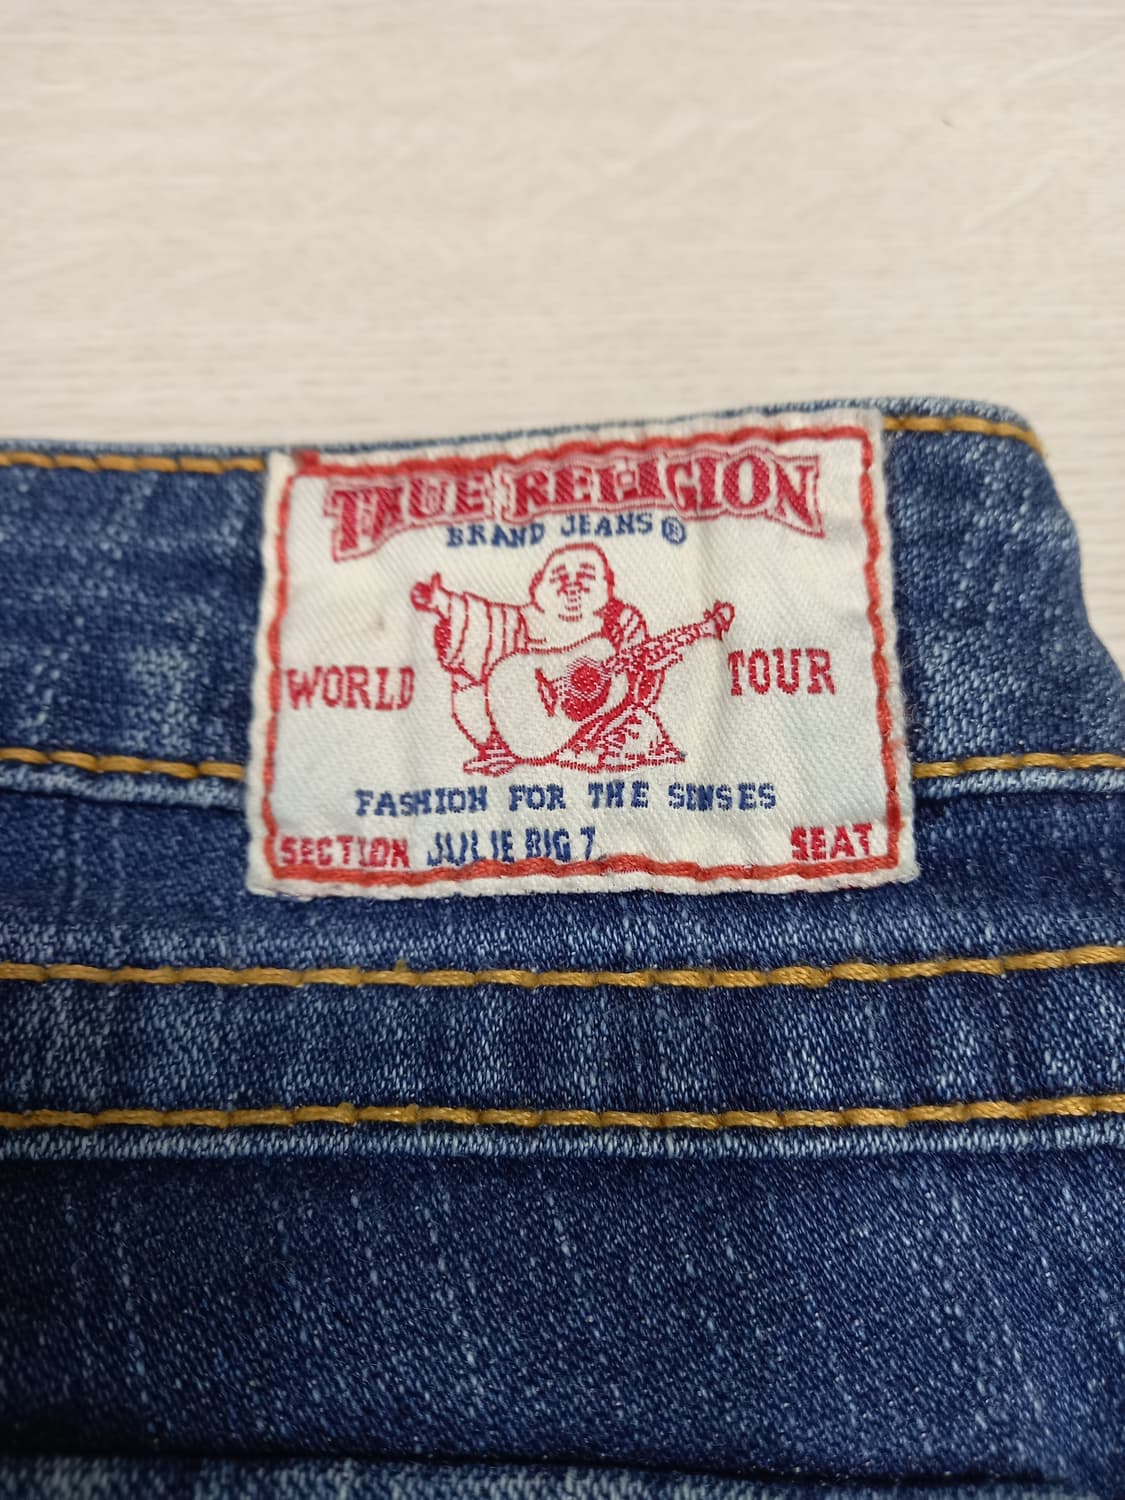 TRUE RELIGION
BRAND JEANS ®
WORLD TOUR
FASHION FOR THE SENSES
SECTION JULIE BIG T SEAT